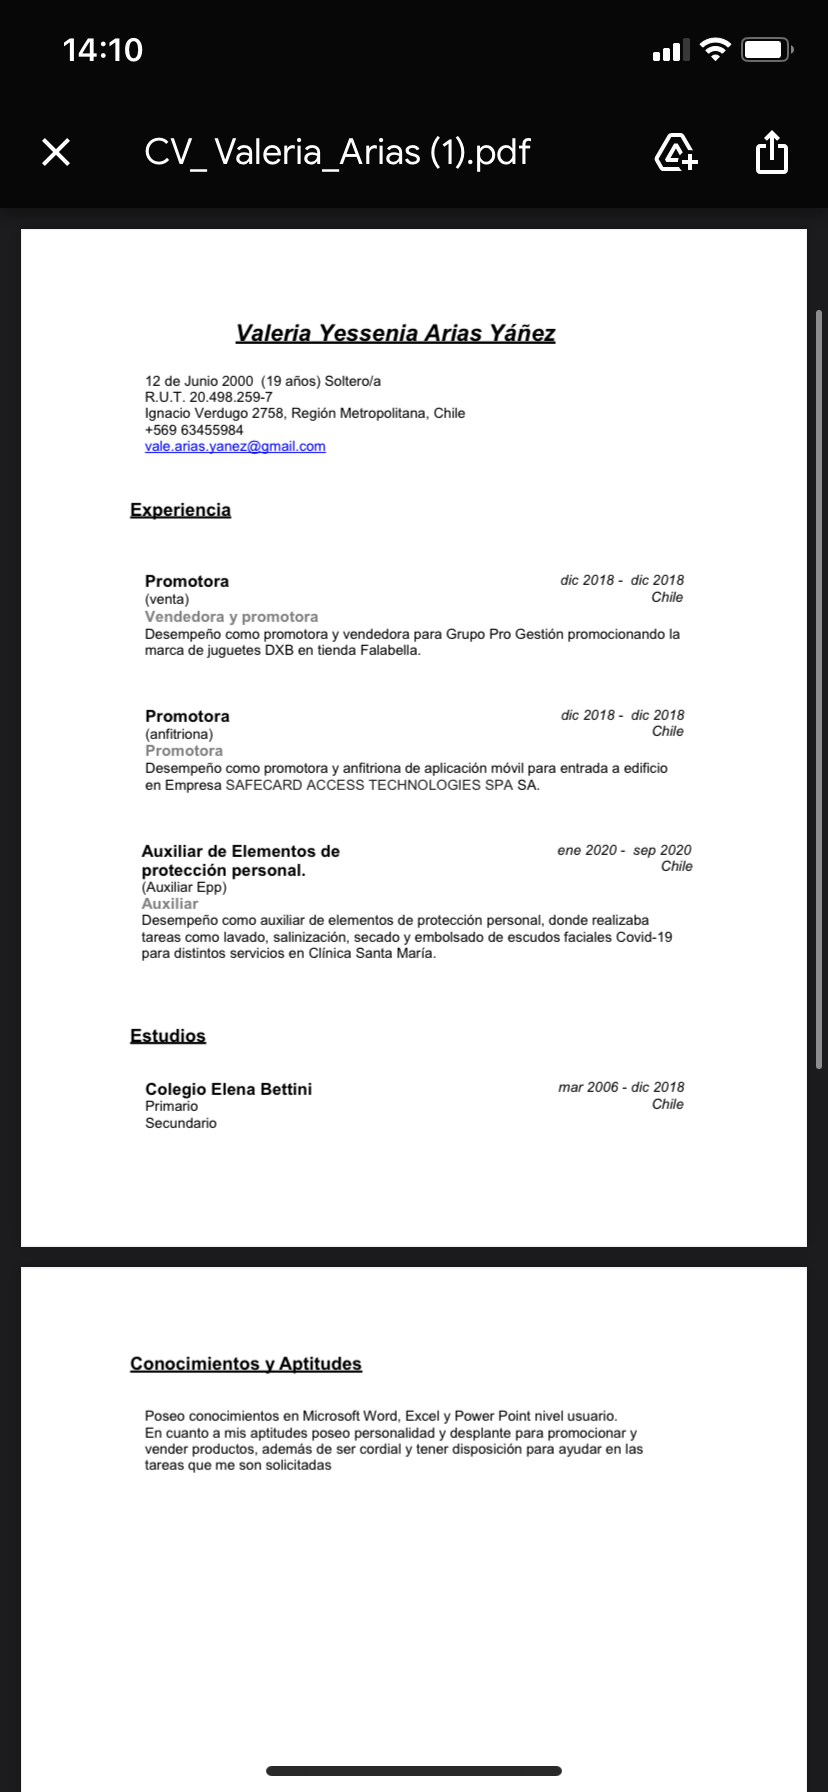 14:10
CV_ Valeria_Arias (1).pdf
Valeria Yessenia Arias Yáñez
12 de Junio 2000  (19 años) Soltero/a
R.U.T. 20.498.259-7
Ignacio Verdugo 2758, Región Metropolitana, Chile
+569 63455984
vale.arias.yanez@gmail.com
Experiencia
Promotora
dic 2018 -  dic 2018
(venta)
Chile
Vendedora y promotora
Desempeño como promotora y vendedora para Grupo Pro Gestión promocionando la
marca de juguetes DXB en tienda Falabella.
Promotora
dic 2018 -  dic 2018
(anfitriona)
Chile
Promotora
Desempeño como promotora y anfitriona de aplicación móvil para entrada a edificio
en Empresa SAFECARD ACCESS TECHNOLOGIES SPA SA.
Auxiliar de Elementos de
ene 2020 -  sep 2020
protección personal.
Chile
(Auxiliar Epp)
Auxiliar
Desempeño como auxiliar de elementos de protección personal, donde realizaba
tareas como lavado, salinización, secado y embolsado de escudos faciales Covid-19
para distintos servicios en Clínica Santa María.
Estudios
Colegio Elena Bettini
mar 2006 - dic 2018
Primario
Chile
Secundario
Conocimientos y Aptitudes
Poseo conocimientos en Microsoft Word, Excel y Power Point nivel usuario.
En cuanto a mis aptitudes poseo personalidad y desplante para promocionar y
vender productos, además de ser cordial y tener disposición para ayudar en las
tareas que me son solicitadas